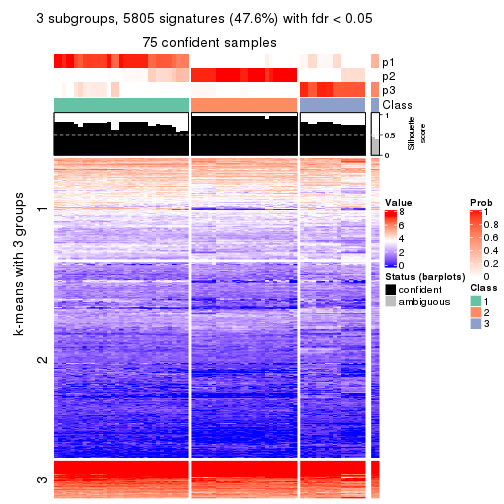 3 subgroups, 5805 signatures (47.6%) with fdr < 0.05
75 confident samples
p1
p2
p3
Class
1
0.5
0
Silhouette
score
k-means with 3 groups
1
2
3
Value
8
6
4
2
0
Status (barplots)
confident
ambiguous
Prob
1
0.8
0.6
0.4
0.2
0
Class
1
2
3